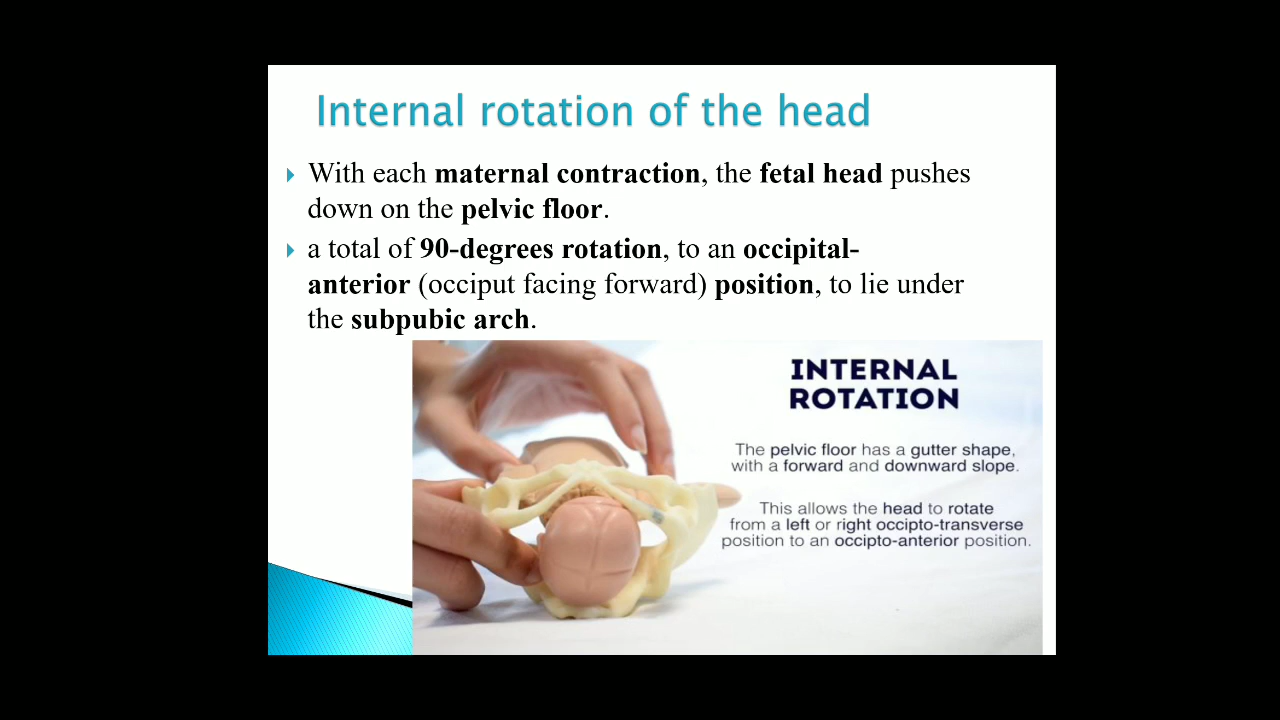 Internal rotation of the head
With each maternal contraction, the fetal head pushes
down on the pelvic floor.
a total of 90-degrees rotation, to an occipital-
anterior (occiput facing forward) position, to lie under
the subpubic arch.
INTERNAL
ROTATION
The pelvic floor has a gutter shape,
with a forward and downward slope.
This allows the head to rotate
from a left or right occipto-transverse
position to an occipto-anterior position.